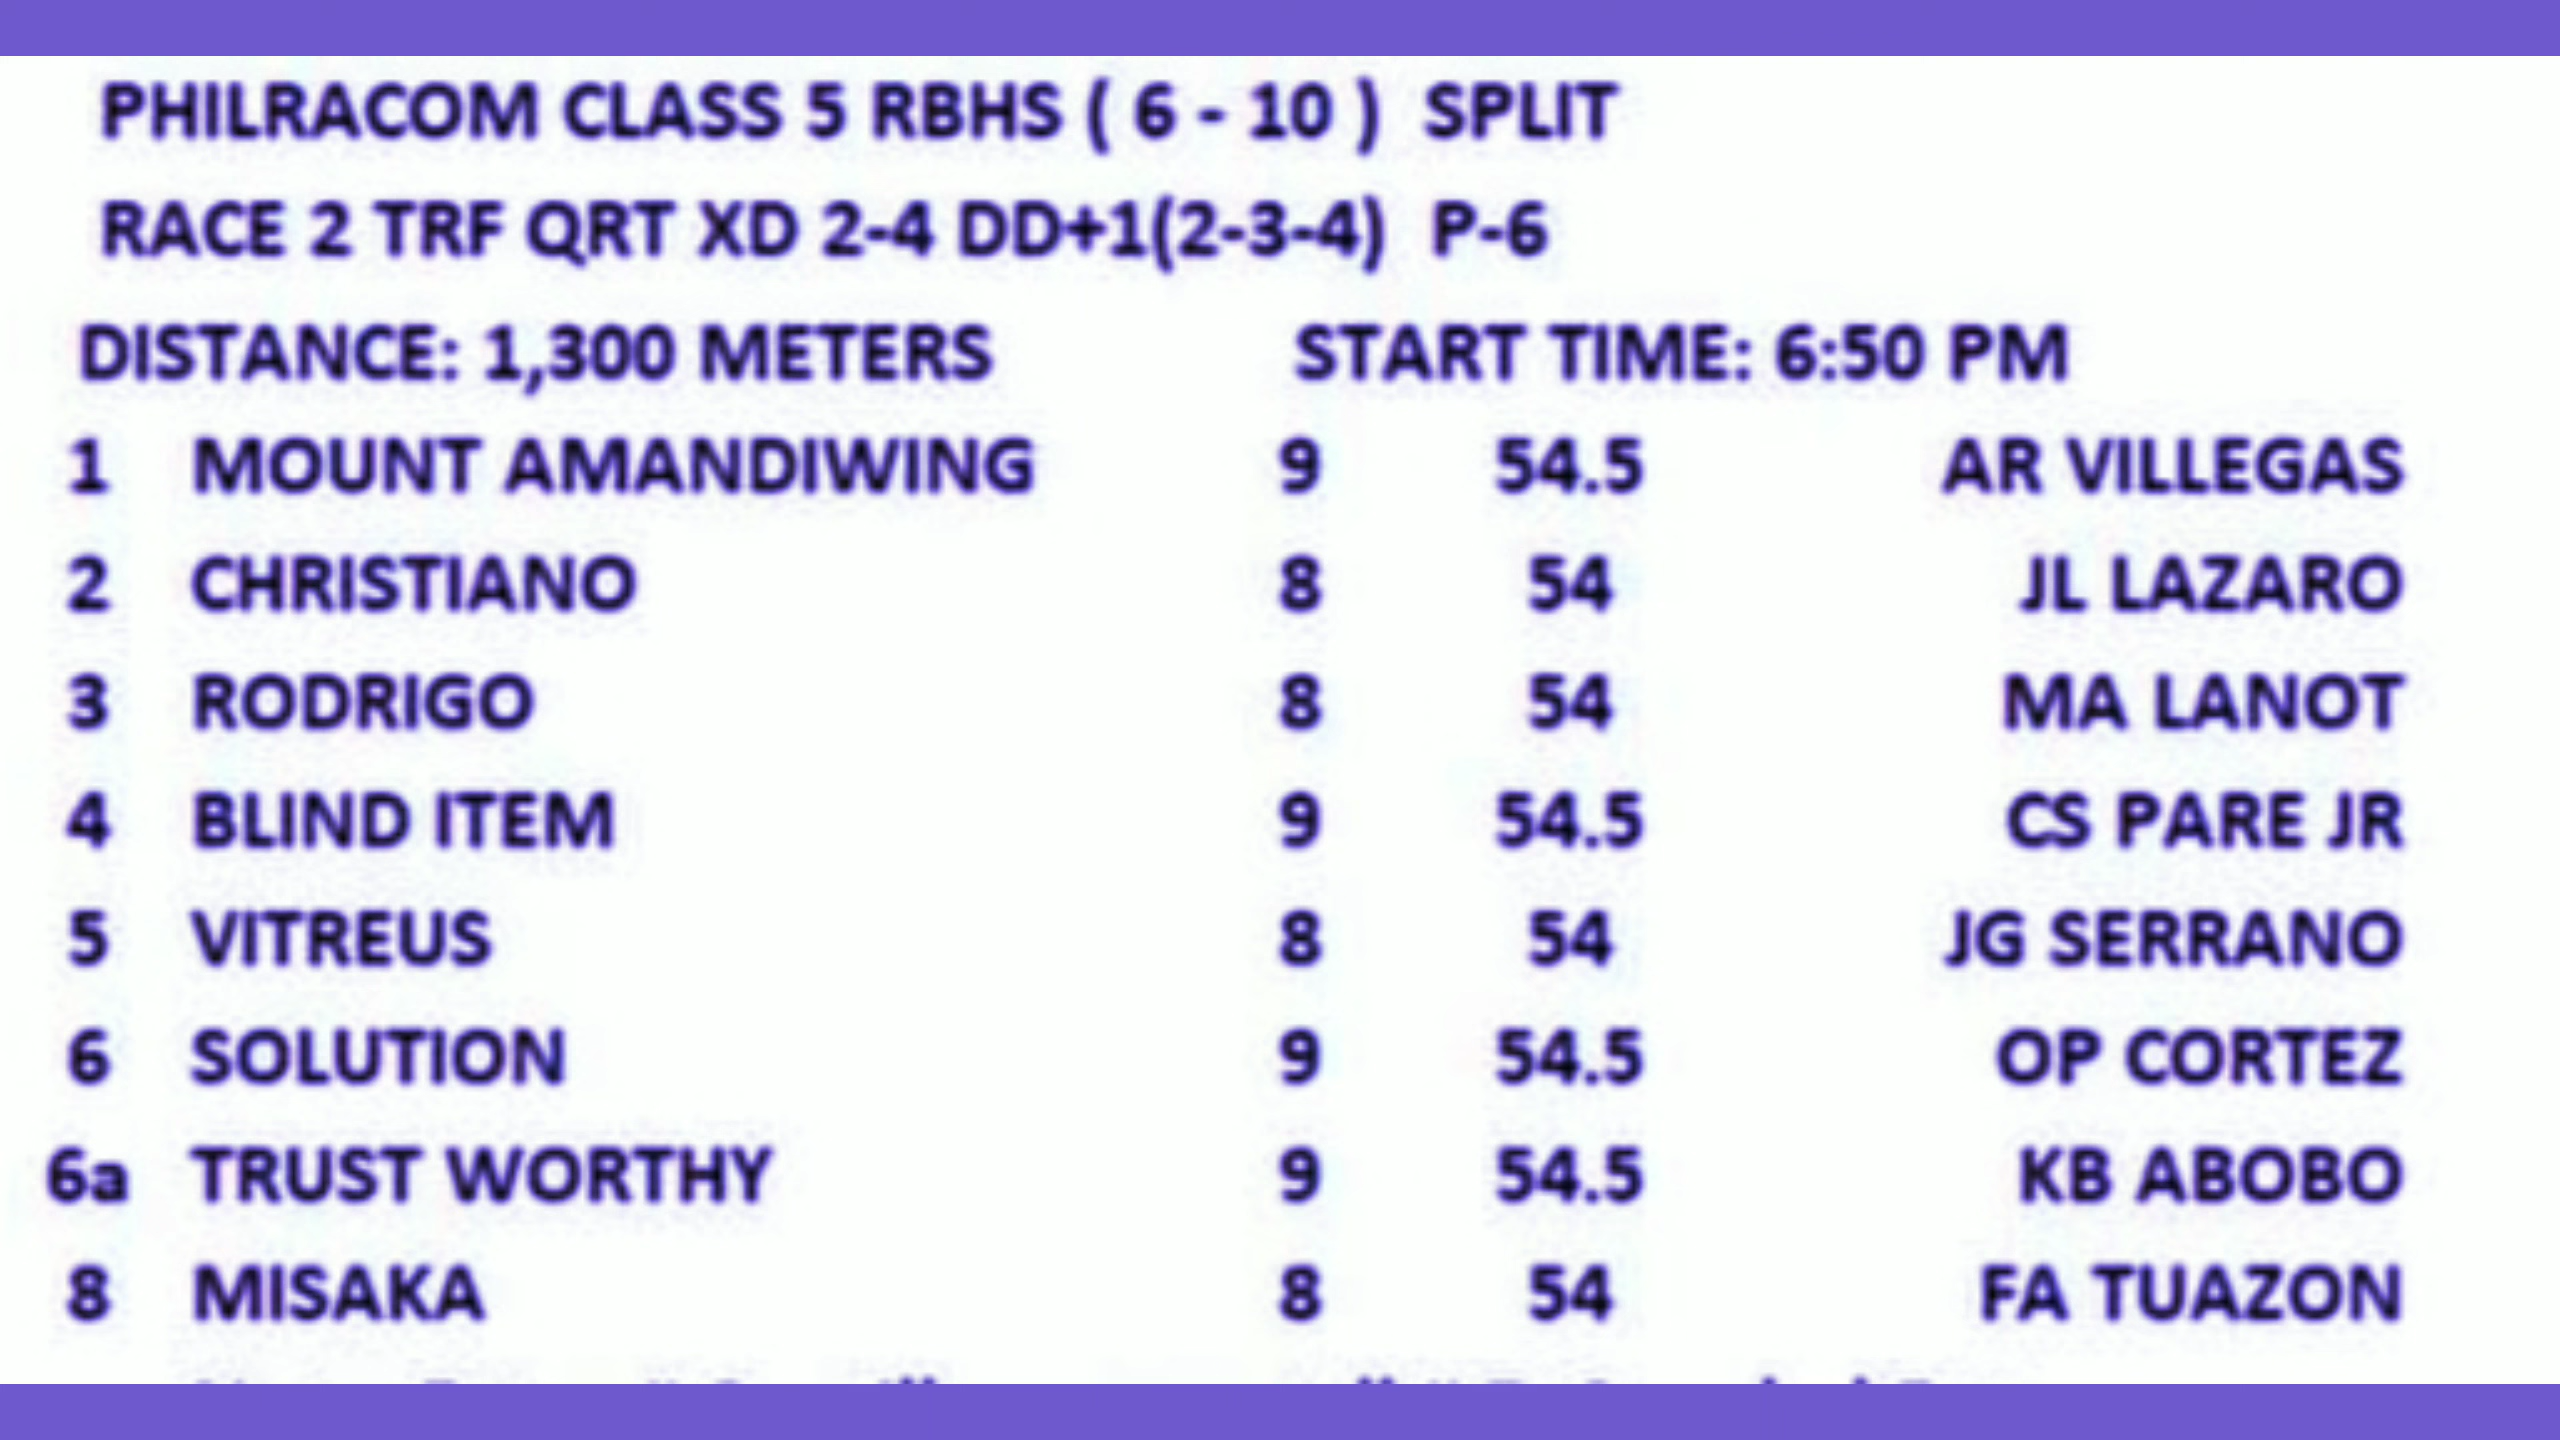 PHILRACOM CLASS 5 RBHS ( 6 - 10 ) SPLIT
RACE 2 TRF QRT XD 2-4 DD+1(2-3-4) P-6
DISTANCE: 1,300 METERS START TIME: 6:50 PM
1 MOUNT AMANDIWING 9 54.5 AR VILLEGAS
2 CHRISTIANO 8 54 JL LAZARO
3 RODRIGO 8 54 MA LANOT
4 BLIND ITEM 9 54.5 CS PARE JR
5 VITREUS 8 54 JG SERRANO
6 SOLUTION 9 54.5 OP CORTEZ
6a TRUST WORTHY 9 54.5 KB ABOBO
8 MISAKA 8 54 FA TUAZON